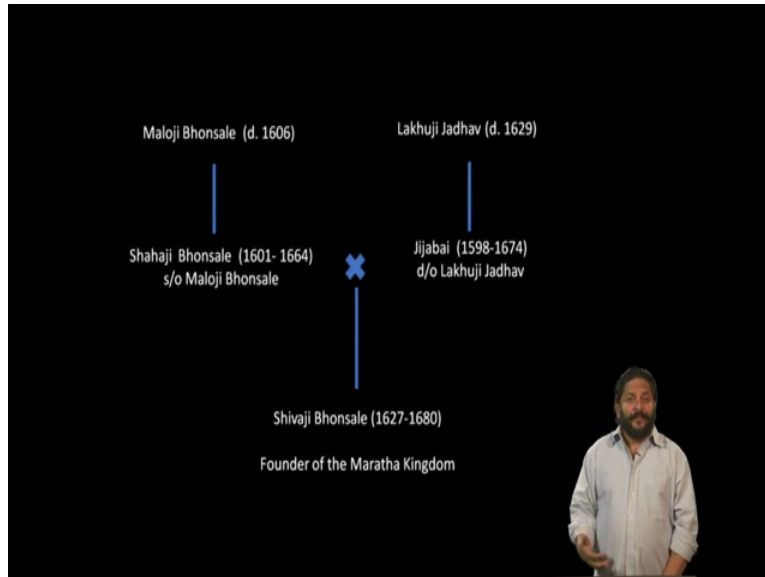 Maloji Bhonsale (d. 1606)
Lakhuji Jadhav (d. 1629)
Shahaji Bhonsale (1601- 1664)
s/o Maloji Bhonsale
Jijabai (1598-1674)
d/o Lakhuji Jadhav
Shivaji Bhonsale (1627-1680)
Founder of the Maratha Kingdom